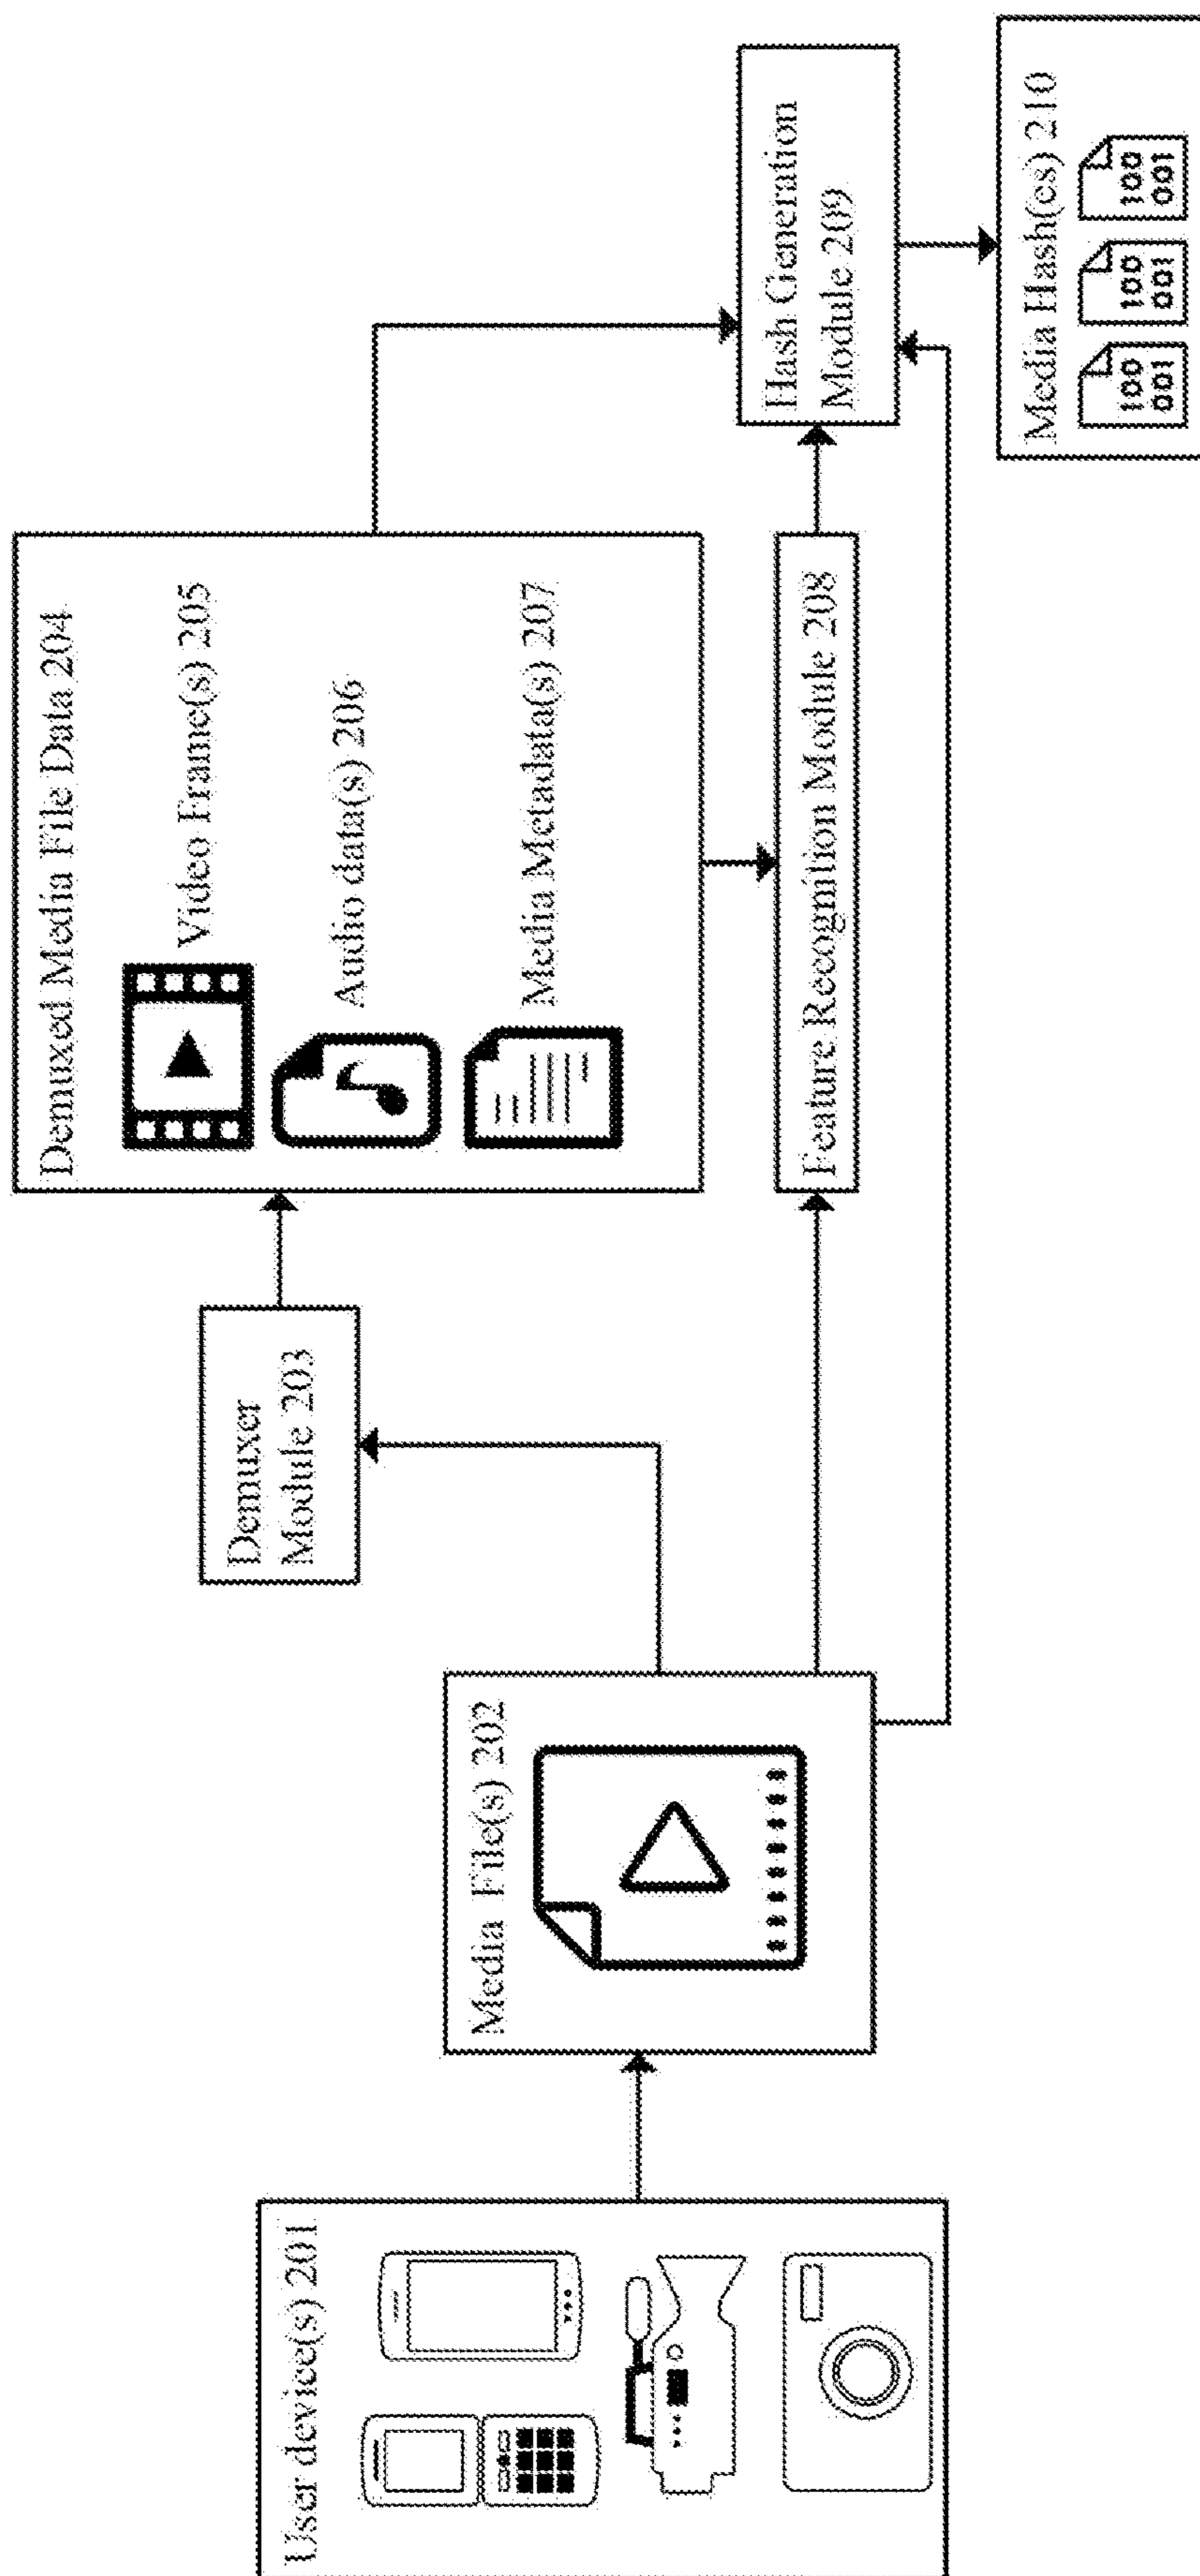 User device(s) 201
Media File(s) 202
Demuxer
Module 203
Demuxed Media File Data 204
Video Frame(s) 205
Audio data(s) 206
Media Metadata(s) 207
Feature Recognition Module 208
Hash Generation
Module 209
Media Hash(es) 210
100
001
100
001
100
001